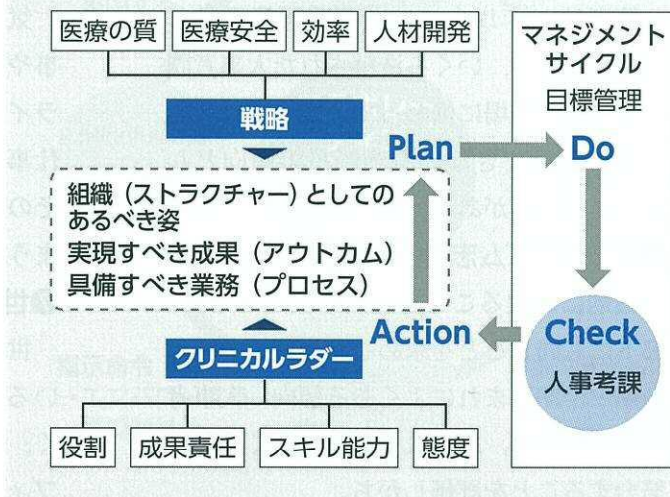 医療の質
医療安全
効率
人材開発
戦略
組織（ストラクチャー）としての
あるべき姿
実現すべき成果（アウトカム）
具備すべき業務（プロセス）
クリニカルラダー
役割
成果責任
スキル能力
態度
マネジメント
サイクル
目標管理
Plan
Do
Check
人事考課
Action